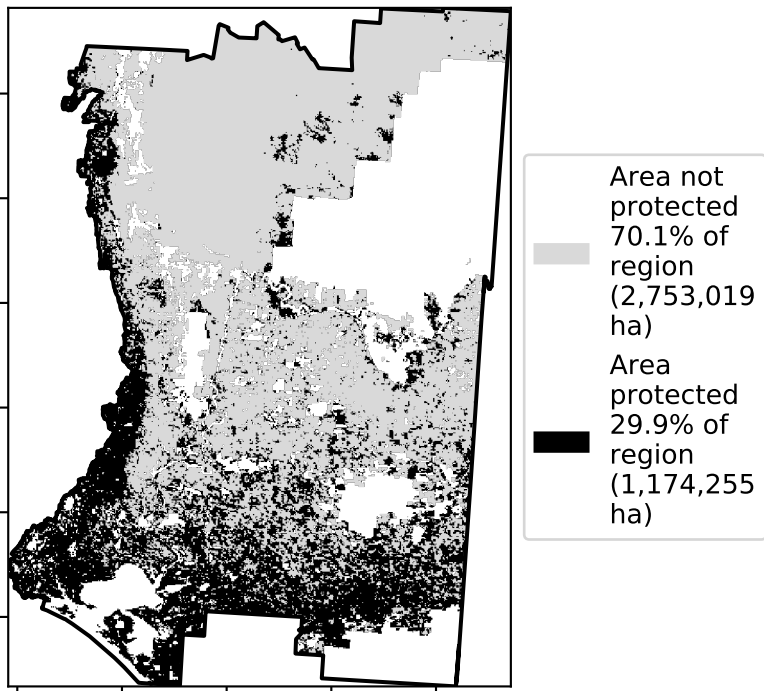 Area not
protected
70.1% of
region
(2,753,019
ha)
Area
protected
29.9% of
region
(1,174,255
ha)